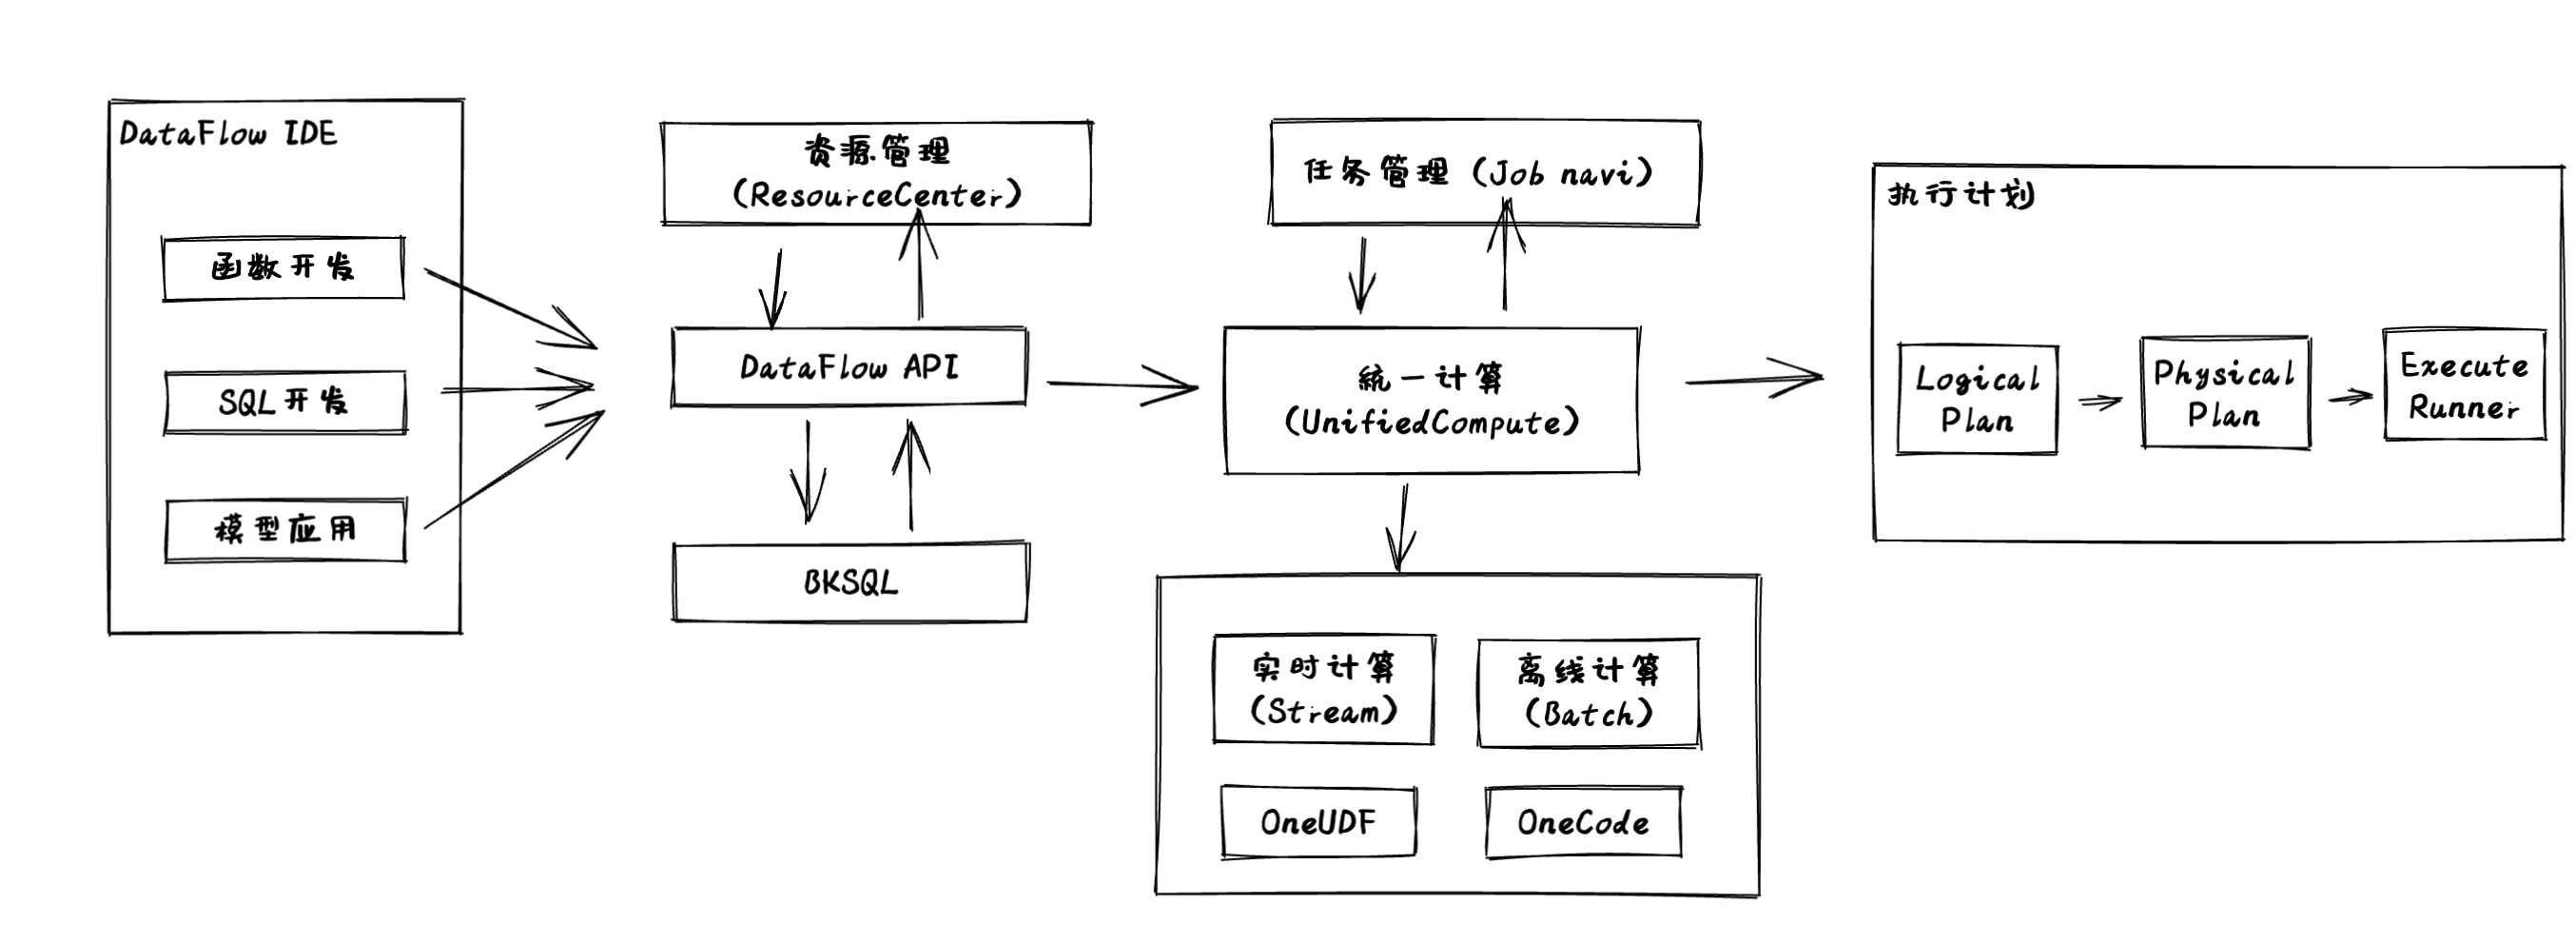 DataFlow IDE
函数开发
SQL开发
模型应用
资源管理
(ResourceCenter)
DataFlow API
BKSQL
任务管理 (Job navi)
统一计算
(UnifiedCompute)
实时计算
(Stream)
离线计算
(Batch)
OneUDF
OneCode
执行计划
Logical
Plan
Physical
Plan
Execute
Runner